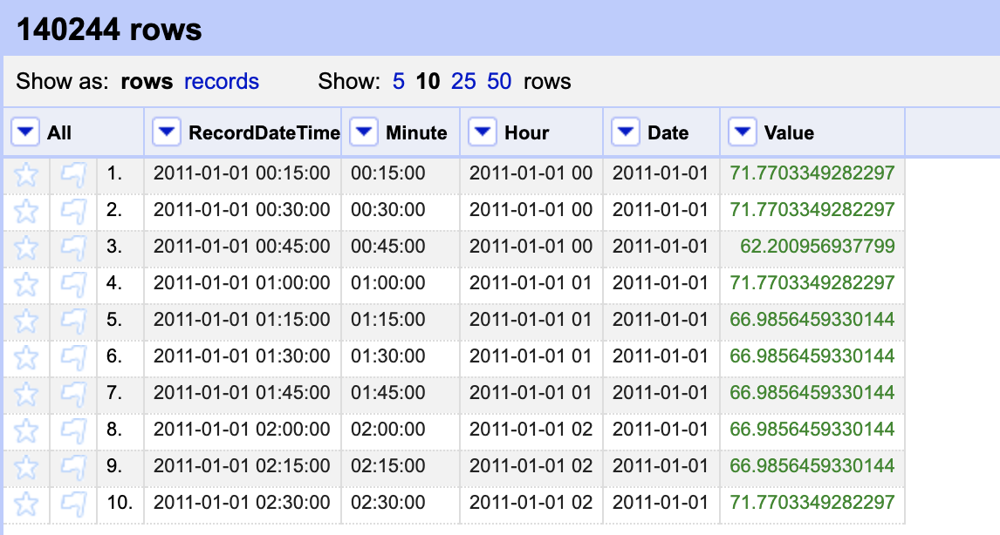 140244 rows
Show as: rows records Show: 5 10 25 50 rows
All RecordDateTime Minute Hour Date Value
1. 2011-01-01 00:15:00 00:15:00 2011-01-01 00 2011-01-01 71.7703349282297
2. 2011-01-01 00:30:00 00:30:00 2011-01-01 00 2011-01-01 71.7703349282297
3. 2011-01-01 00:45:00 00:45:00 2011-01-01 00 2011-01-01 62.200956937799
4. 2011-01-01 01:00:00 01:00:00 2011-01-01 01 2011-01-01 71.7703349282297
5. 2011-01-01 01:15:00 01:15:00 2011-01-01 01 2011-01-01 66.9856459330144
6. 2011-01-01 01:30:00 01:30:00 2011-01-01 01 2011-01-01 66.9856459330144
7. 2011-01-01 01:45:00 01:45:00 2011-01-01 01 2011-01-01 66.9856459330144
8. 2011-01-01 02:00:00 02:00:00 2011-01-01 02 2011-01-01 66.9856459330144
9. 2011-01-01 02:15:00 02:15:00 2011-01-01 02 2011-01-01 66.9856459330144
10. 2011-01-01 02:30:00 02:30:00 2011-01-01 02 2011-01-01 71.7703349282297